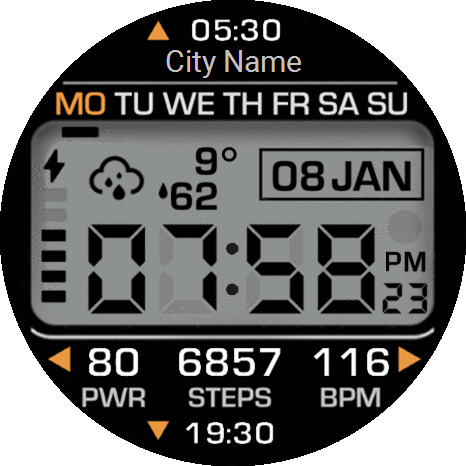 05:30
City Name
MO TU WE TH FR SA SU
9°
62
08 JAN
07:58
PM
23
80 6857 116
PWR STEPS BPM
19:30